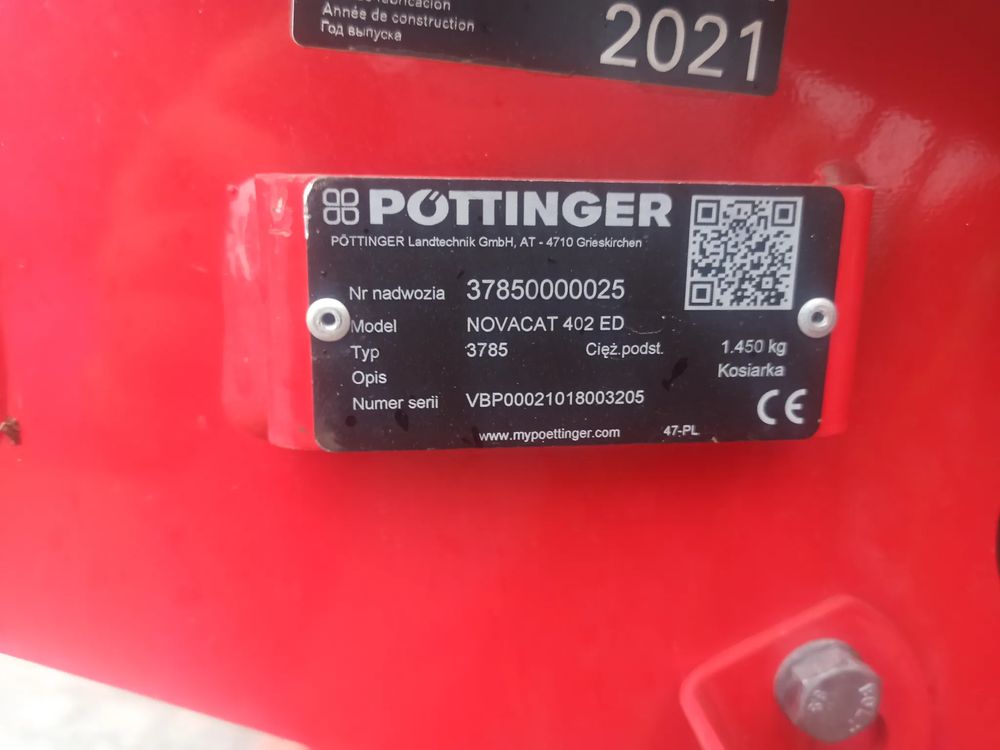 Année de construction
Год выпуска
2021
PÖTTINGER
PÖTTINGER Landtechnik GmbH, AT - 4710 Grieskirchen
Nr nadwozia 37850000025
Model NOVACAT 402 ED
Typ 3785 Cięż.podst. 1.450 kg
Opis Kosiarka
Numer serii VBP00021018003205
CE
www.mypoettinger.com 47-PL